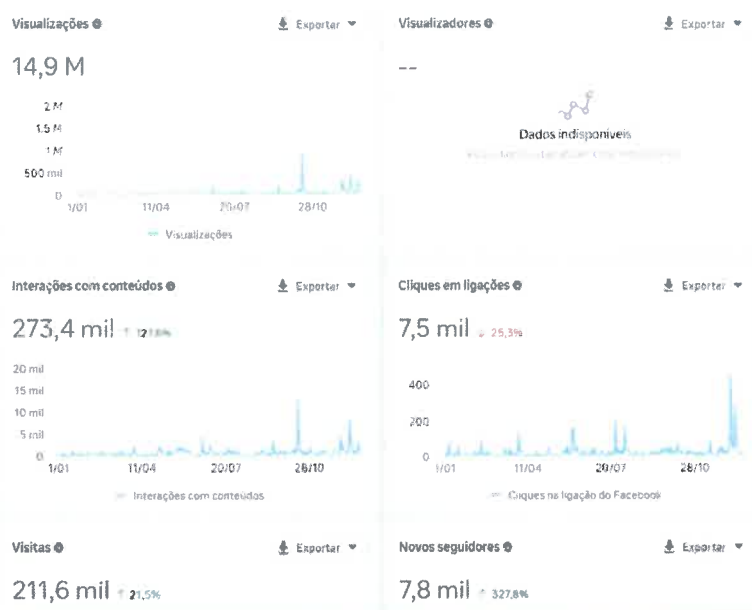 Visualizações
Exportar
14,9 M
2 M
1.5 M
1 M
500 mil
0
1/01 11/04 20/07 28/10
Visualizações
Visualizadores
Exportar
--
Dados indisponíveis
Interações com conteúdos
Exportar
273,4 mil
20 mil
15 mil
10 mil
5 mil
0
1/01 11/04 20/07 28/10
Interações com conteúdos
Cliques em ligações
Exportar
7,5 mil 25,3%
400
200
0
1/01 11/04 20/07 28/10
Cliques na ligação do Facebook
Visitas
Exportar
211,6 mil 21,5%
Novos seguidores
Exportar
7,8 mil 327,8%